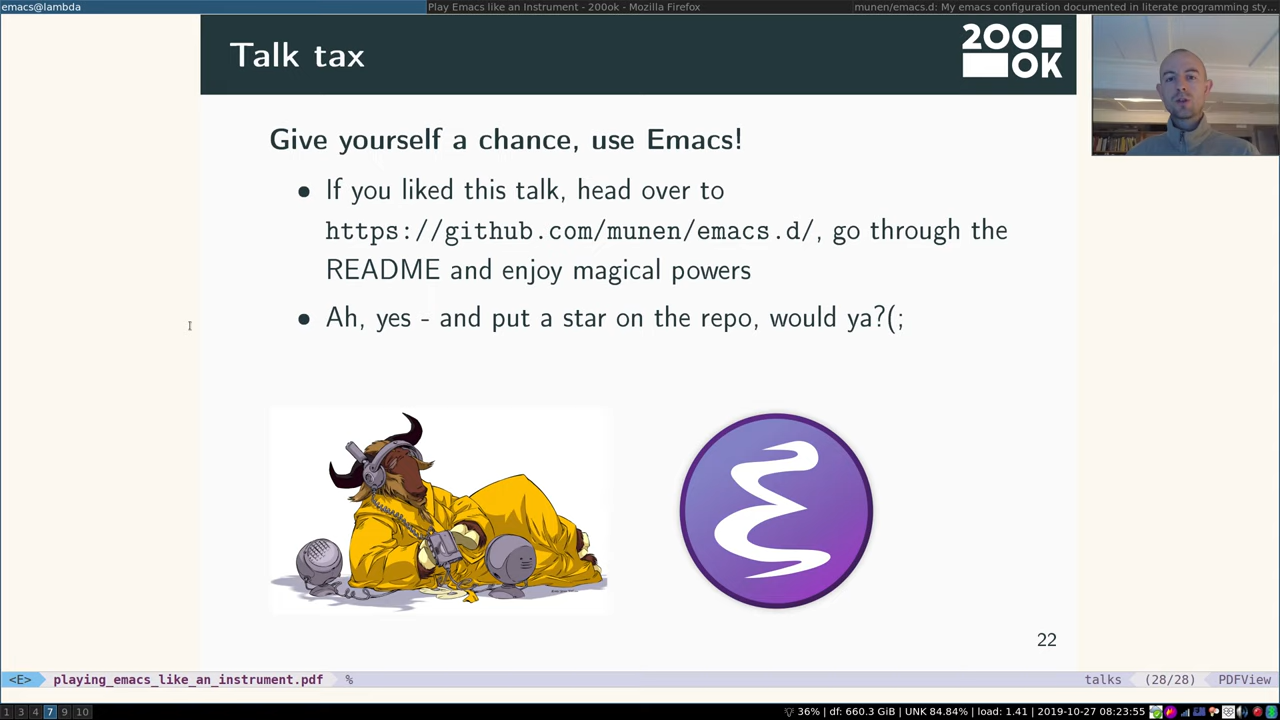 emacs@lambda
Play Emacs like an Instrument - 200ok - Mozilla Firefox
munen/emacs.d: My emacs configuration documented in literate programming sty...
Talk tax
200
OK
Give yourself a chance, use Emacs!
• If you liked this talk, head over to
https://github.com/munen/emacs.d/, go through the
README and enjoy magical powers
• Ah, yes - and put a star on the repo, would ya?(;
22
<E> playing_emacs_like_an_instrument.pdf % talks (28/28) PDFView
1 3 4 7 9 10 36% | df: 660.3 GiB | UNK 84.84% | load: 1.41 | 2019-10-27 08:23:55